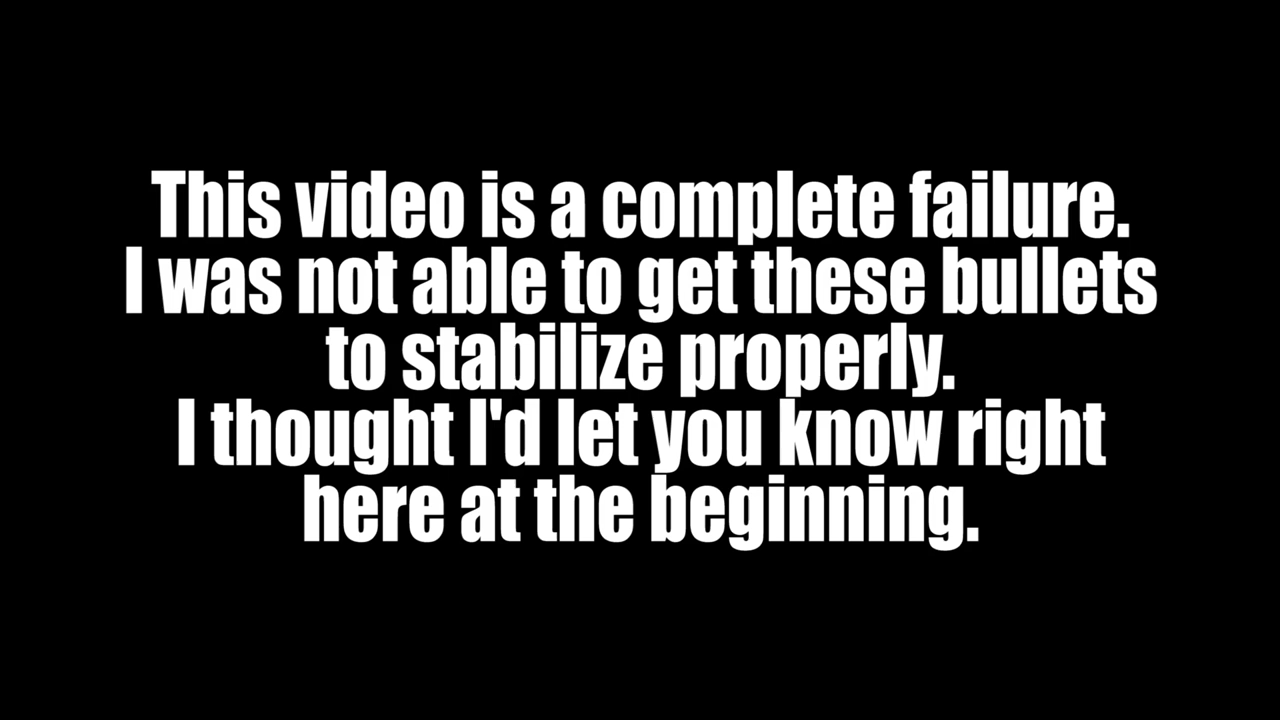 This video is a complete failure.
I was not able to get these bullets
to stabilize properly.
I thought I'd let you know right
here at the beginning.